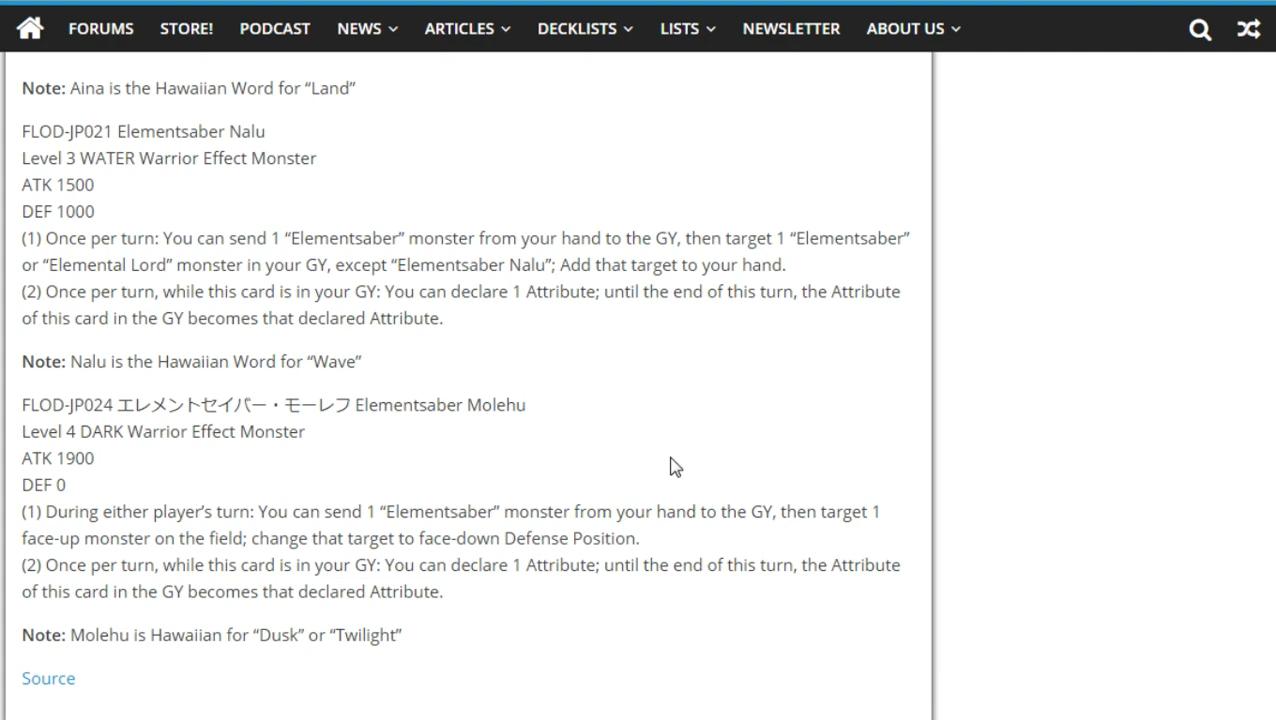 FORUMS STORE! PODCAST NEWS ARTICLES DECKLISTS LISTS NEWSLETTER ABOUT US
Note: Aina is the Hawaiian Word for “Land”
FLOD-JP021 Elementsaber Nalu
Level 3 WATER Warrior Effect Monster
ATK 1500
DEF 1000
(1) Once per turn: You can send 1 “Elementsaber” monster from your hand to the GY, then target 1 “Elementsaber”
or “Elemental Lord” monster in your GY, except “Elementsaber Nalu”; Add that target to your hand.
(2) Once per turn, while this card is in your GY: You can declare 1 Attribute; until the end of this turn, the Attribute
of this card in the GY becomes that declared Attribute.
Note: Nalu is the Hawaiian Word for “Wave”
FLOD-JP024 エレメントセイバー・モーレフ Elementsaber Molehu
Level 4 DARK Warrior Effect Monster
ATK 1900
DEF 0
(1) During either player’s turn: You can send 1 “Elementsaber” monster from your hand to the GY, then target 1
face-up monster on the field; change that target to face-down Defense Position.
(2) Once per turn, while this card is in your GY: You can declare 1 Attribute; until the end of this turn, the Attribute
of this card in the GY becomes that declared Attribute.
Note: Molehu is Hawaiian for “Dusk” or “Twilight”
Source